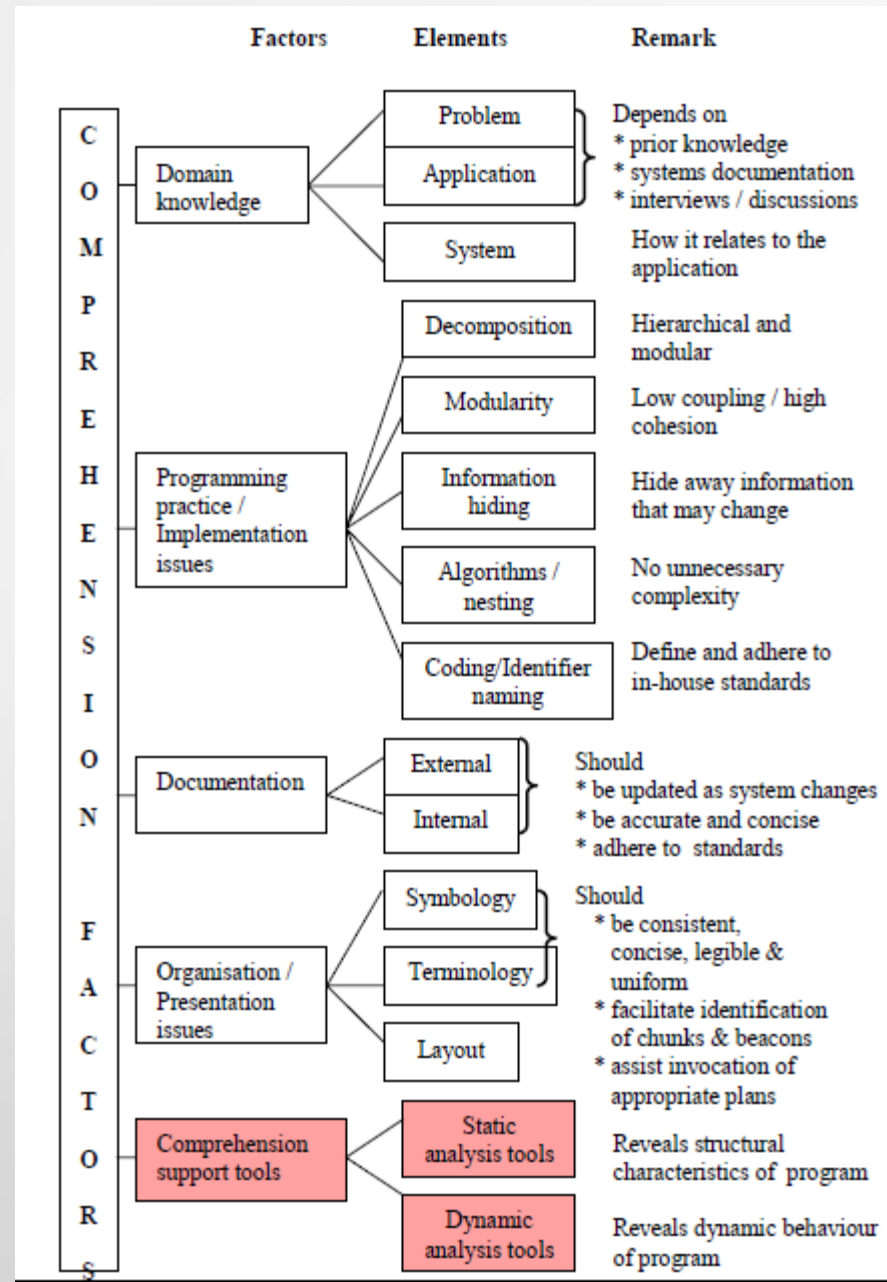 Factors Elements Remark
COMPREHENSION FACTORS
Domain
knowledge
Problem
Application
Depends on
* prior knowledge
* systems documentation
* interviews / discussions
System
How it relates to the
application
Programming
practice /
Implementation
issues
Decomposition
Hierarchical and
modular
Modularity
Low coupling / high
cohesion
Information
hiding
Hide away information
that may change
Algorithms /
nesting
No unnecessary
complexity
Coding/Identifier
naming
Define and adhere to
in-house standards
Documentation
External
Internal
Should
* be updated as system changes
* be accurate and concise
* adhere to standards
Organisation /
Presentation
issues
Symbology
Terminology
Layout
Should
* be consistent,
concise, legible &
uniform
* facilitate identification
of chunks & beacons
* assist invocation of
appropriate plans
Comprehension
support tools
Static
analysis tools
Reveals structural
characteristics of program
Dynamic
analysis tools
Reveals dynamic behaviour
of program